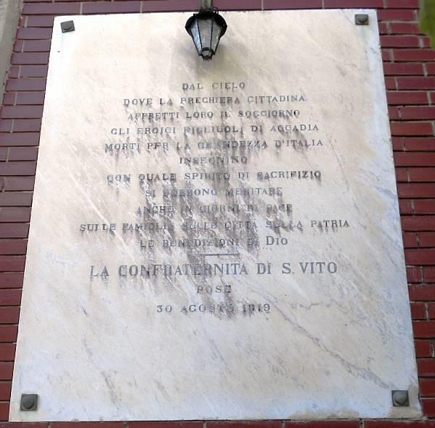 DAL CIELO
DOVE LA PREGHIERA CITTADINA
AFFRETTI LORO IL SOGGIORNO
GLI EROICI FIGLIUOLI DI ACCADIA
MORTI PER LA GRANDEZZA D'ITALIA
INSEGNINO
CON QUALE SPIRITO DI SACRIFIZIO
SI DEBBONO MERITARE
ANCHE IN GIORNI DI PACE
SULLE FAMIGLIE SULLE CITTÀ SULLA PATRIA
LE BENEDIZIONI DI DIO
LA CONFRATERNITA DI S. VITO
POSE
30 AGOSTO 1919